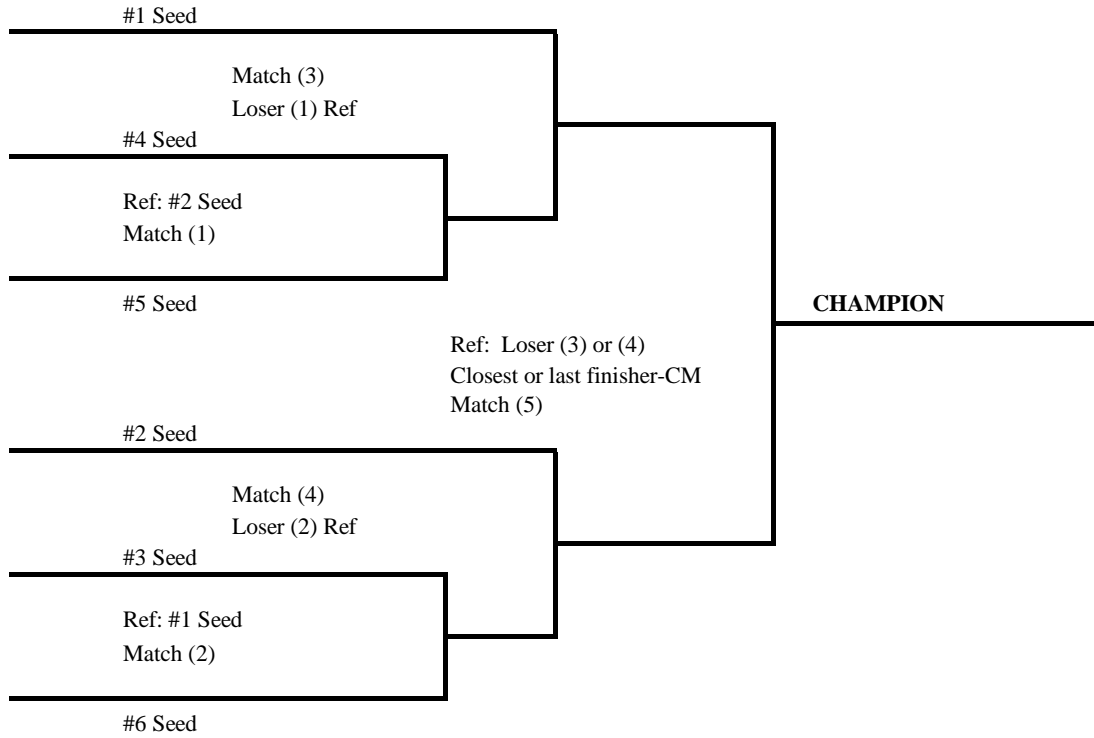 #1 Seed
Match (3)
Loser (1) Ref
#4 Seed
Ref: #2 Seed
Match (1)
#5 Seed
CHAMPION
Ref:  Loser (3) or (4)
Closest or last finisher-CM
Match (5)
#2 Seed
Match (4)
Loser (2) Ref
#3 Seed
Ref: #1 Seed
Match (2)
#6 Seed